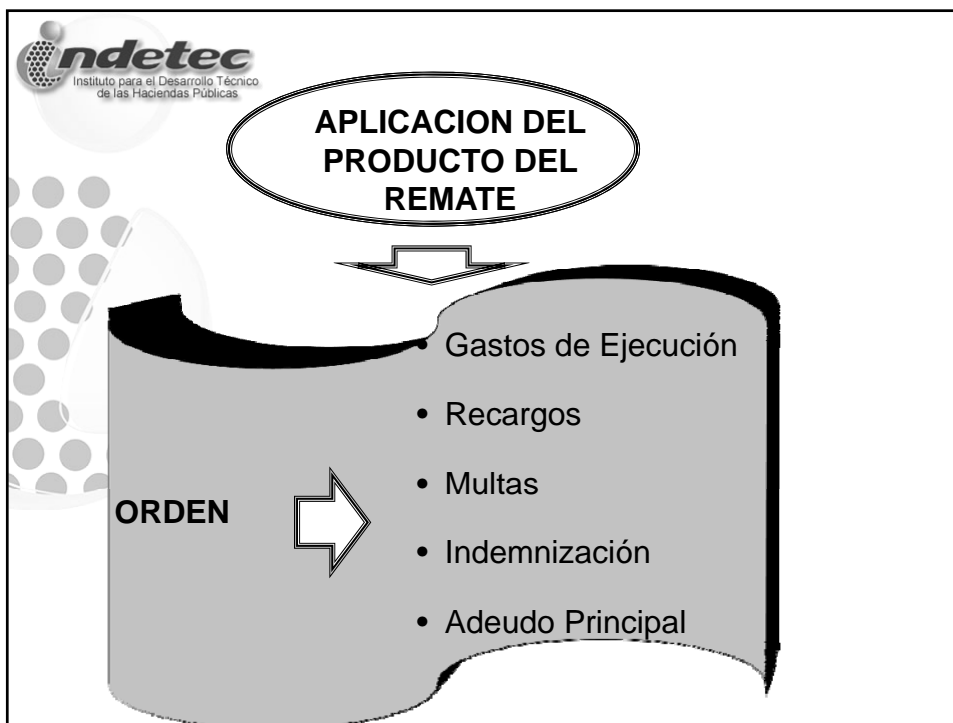 indetec
Instituto para el Desarrollo Técnico
de las Haciendas Públicas
APLICACION DEL
PRODUCTO DEL
REMATE
ORDEN
• Gastos de Ejecución
• Recargos
• Multas
• Indemnización
• Adeudo Principal